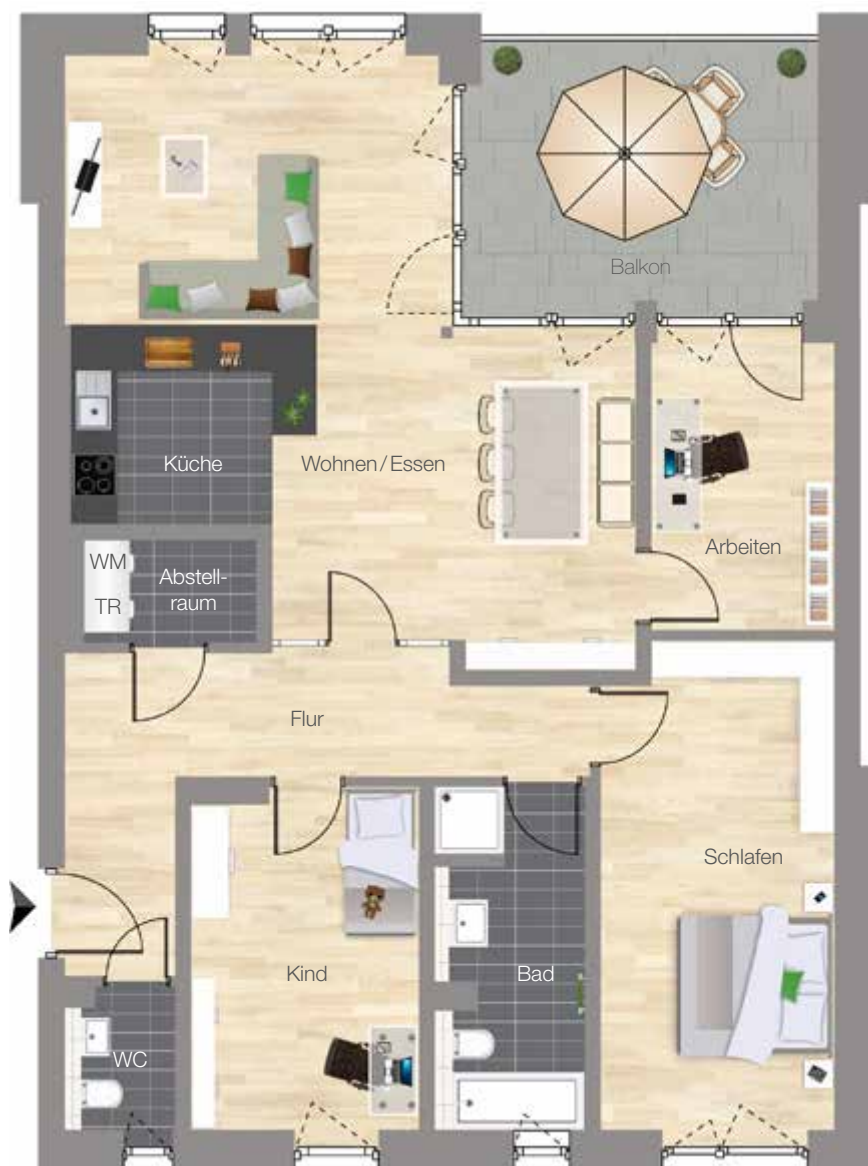 Balkon
Küche
Wohnen / Essen
Arbeiten
WM
TR
Abstell-
raum
Flur
Schlafen
Kind
Bad
WC